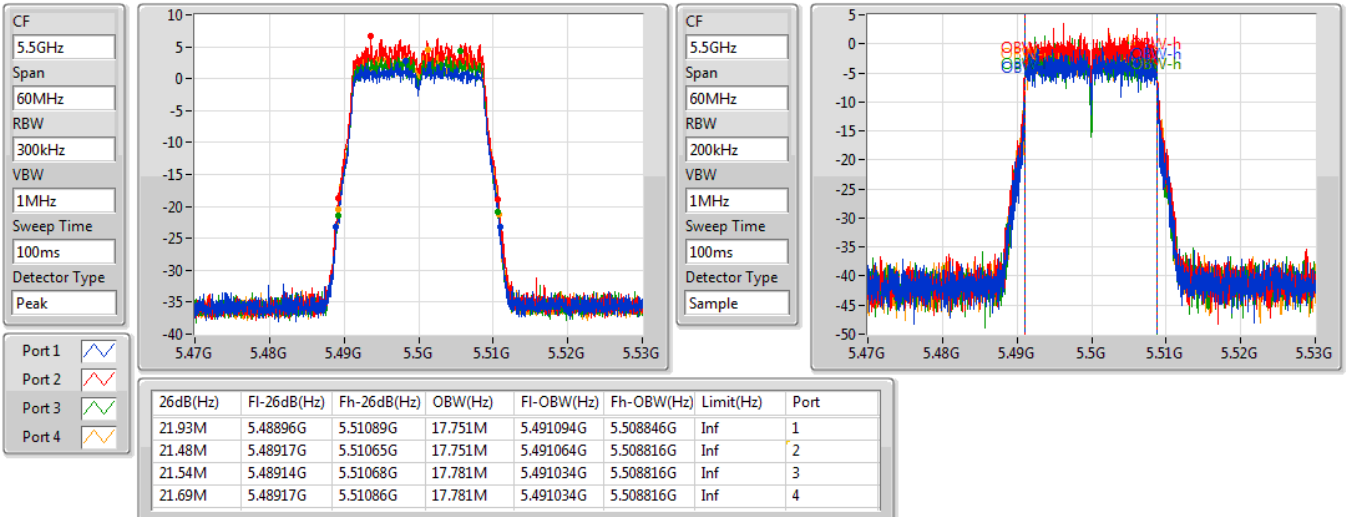 CF
5.5GHz
Span
60MHz
RBW
300kHz
VBW
1MHz
Sweep Time
100ms
Detector Type
Peak
10
5
0
-5
-10
-15
-20
-25
-30
-35
-40
5.47G 5.48G 5.49G 5.5G 5.51G 5.52G 5.53G
CF
5.5GHz
Span
60MHz
RBW
200kHz
VBW
1MHz
Sweep Time
100ms
Detector Type
Sample
5
0
-5
-10
-15
-20
-25
-30
-35
-40
-45
-50
5.47G 5.48G 5.49G 5.5G 5.51G 5.52G 5.53G
Port 1
Port 2
Port 3
Port 4
26dB(Hz) Fl-26dB(Hz) Fh-26dB(Hz) OBW(Hz) Fl-OBW(Hz) Fh-OBW(Hz) Limit(Hz) Port
21.93M 5.48896G 5.51089G 17.751M 5.491094G 5.508846G Inf 1
21.48M 5.48917G 5.51065G 17.751M 5.491064G 5.508816G Inf 2
21.54M 5.48914G 5.51068G 17.781M 5.491034G 5.508816G Inf 3
21.69M 5.48917G 5.51086G 17.781M 5.491034G 5.508816G Inf 4